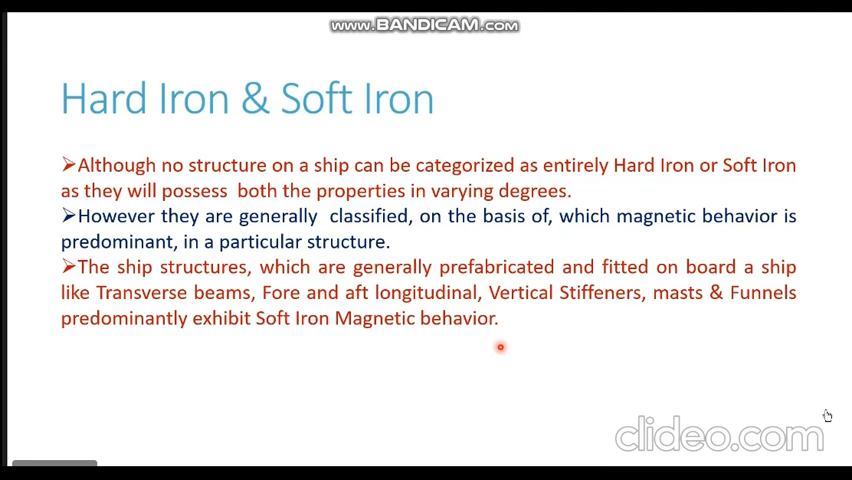 www.BANDICAM.com
Hard Iron & Soft Iron
➢Although no structure on a ship can be categorized as entirely Hard Iron or Soft Iron
as they will possess both the properties in varying degrees.
➢However they are generally classified, on the basis of, which magnetic behavior is
predominant, in a particular structure.
➢The ship structures, which are generally prefabricated and fitted on board a ship
like Transverse beams, Fore and aft longitudinal, Vertical Stiffeners, masts & Funnels
predominantly exhibit Soft Iron Magnetic behavior.
clideo.com